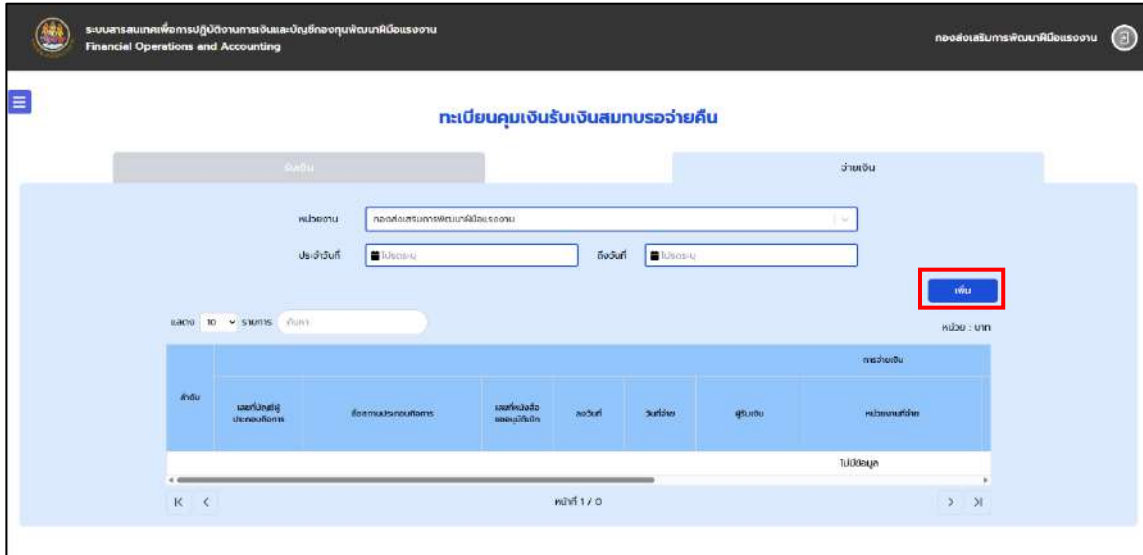 ระบบสารสนเทศเพื่อการปฏิบัติงานการเงินและบัญชีกองทุนพัฒนาฝีมือแรงงาน
Financial Operations and Accounting
กองส่งเสริมการพัฒนาฝีมือแรงงาน
ทะเบียนคุมเงินรับเงินสมทบรอจ่ายคืน
รับเงิน
จ่ายเงิน
หน่วยงาน
กองส่งเสริมการพัฒนาฝีมือแรงงาน
ประจำวันที่
โปรดระบุ
ถึงวันที่
โปรดระบุ
เพิ่ม
แสดง 10 รายการ ค้นหา
หน่วย : บาท
การจ่ายเงิน
ลำดับ
เลขที่บัญชีผู้ประกอบกิจการ
ชื่อสถานประกอบกิจการ
เลขที่หนังสือขออนุมัติเบิก
ลงวันที่
วันที่จ่าย
ผู้รับเงิน
หน่วยงานที่จ่าย
ไม่มีข้อมูล
หน้าที่ 1 / 0